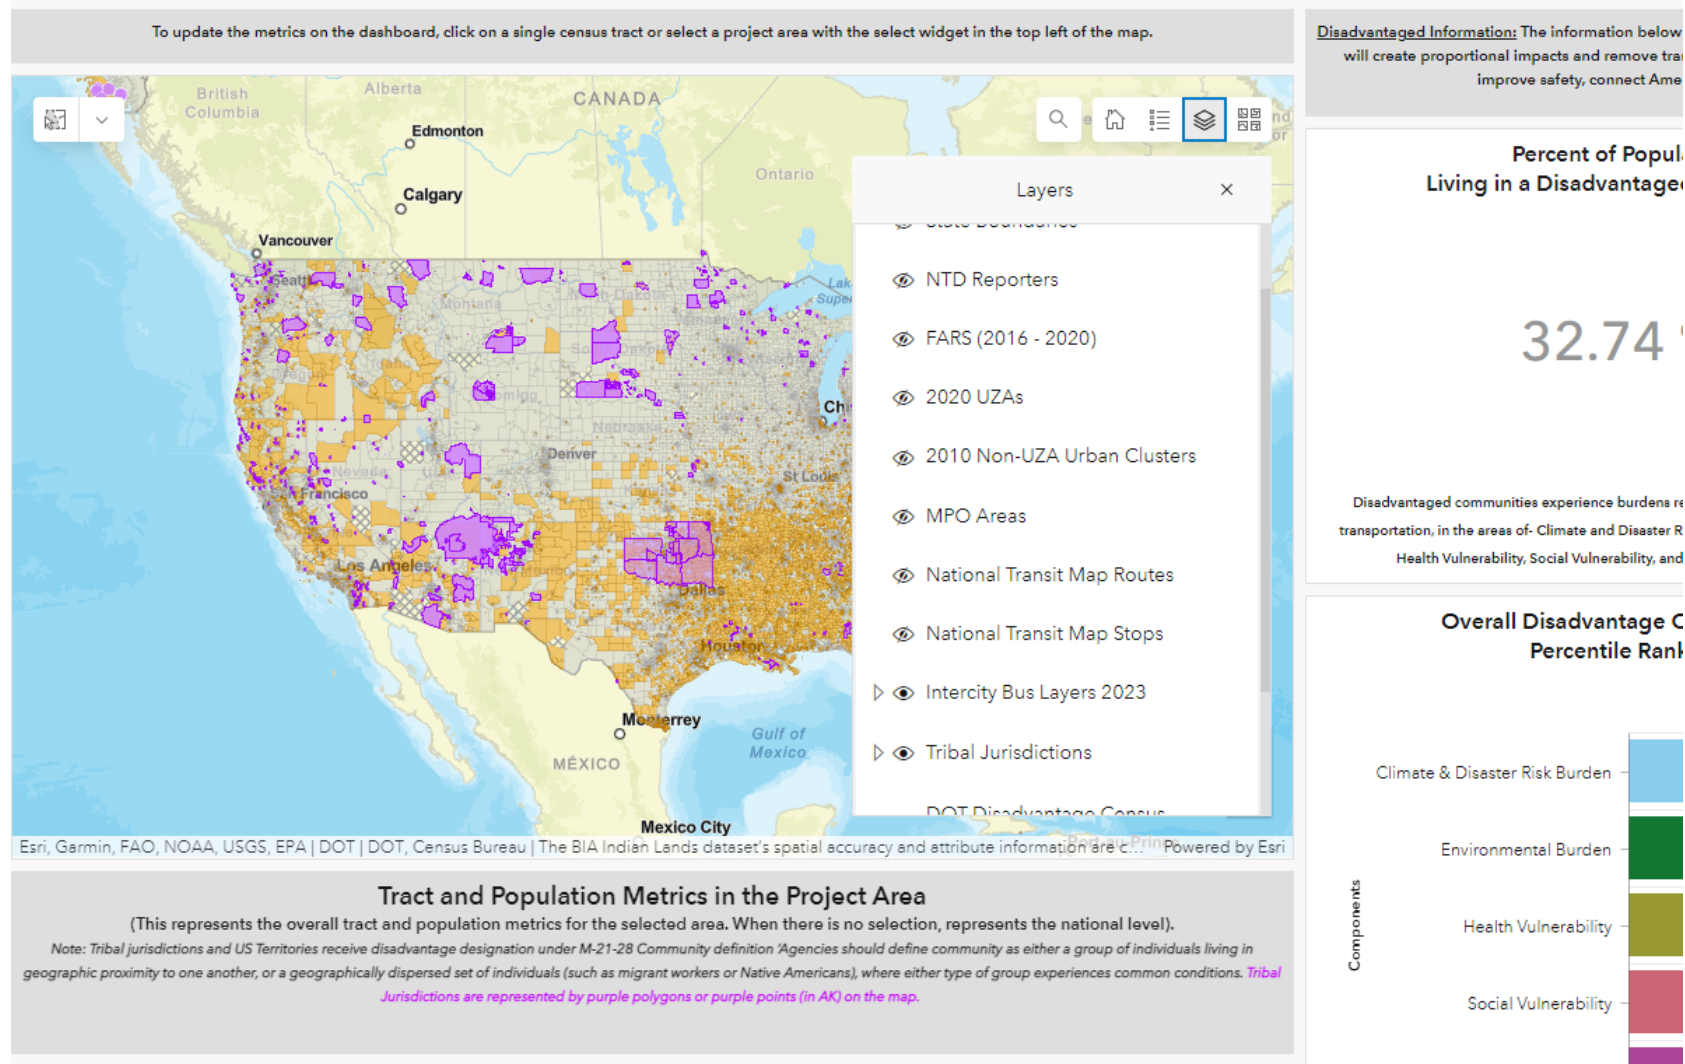 To update the metrics on the dashboard, click on a single census tract or select a project area with the select widget in the top left of the map.
Disadvantaged Information: The information below
will create proportional impacts and remove
improve safety, connect
British
Columbia
Alberta
CANADA
Edmonton
Ontario
Calgary
Vancouver
Montana
Nebraska
Denver
St Louis
Nevada
Francisco
Los Angeles
Dallas
Houston
Monterrey
Gulf of
Mexico
MÉXICO
Mexico City
Layers
State Boundaries
NTD Reporters
FARS (2016 - 2020)
2020 UZAs
2010 Non-UZA Urban Clusters
MPO Areas
National Transit Map Routes
National Transit Map Stops
Intercity Bus Layers 2023
Tribal Jurisdictions
DOT Disadvantage Census
Esri, Garmin, FAO, NOAA, USGS, EPA | DOT | DOT, Census Bureau | The BIA Indian Lands dataset's spatial accuracy and attribute information are c... Powered by Esri
Port-au-Prince
Percent of
Living in a
32.74
Disadvantaged communities experience burdens
transportation, in the areas of- Climate and Disaster
Health Vulnerability, Social Vulnerability, and
Overall Disadvantage
Percentile
Climate & Disaster Risk Burden
Environmental Burden
Health Vulnerability
Social Vulnerability
Components
Tract and Population Metrics in the Project Area
(This represents the overall tract and population metrics for the selected area. When there is no selection, represents the national level).
Note: Tribal jurisdictions and US Territories receive disadvantage designation under M-21-28 Community definition 'Agencies should define community as either a group of individuals living in
geographic proximity to one another, or a geographically dispersed set of individuals (such as migrant workers or Native Americans), where either type of group experiences common conditions. Tribal
Jurisdictions are represented by purple polygons or purple points (in AK) on the map.